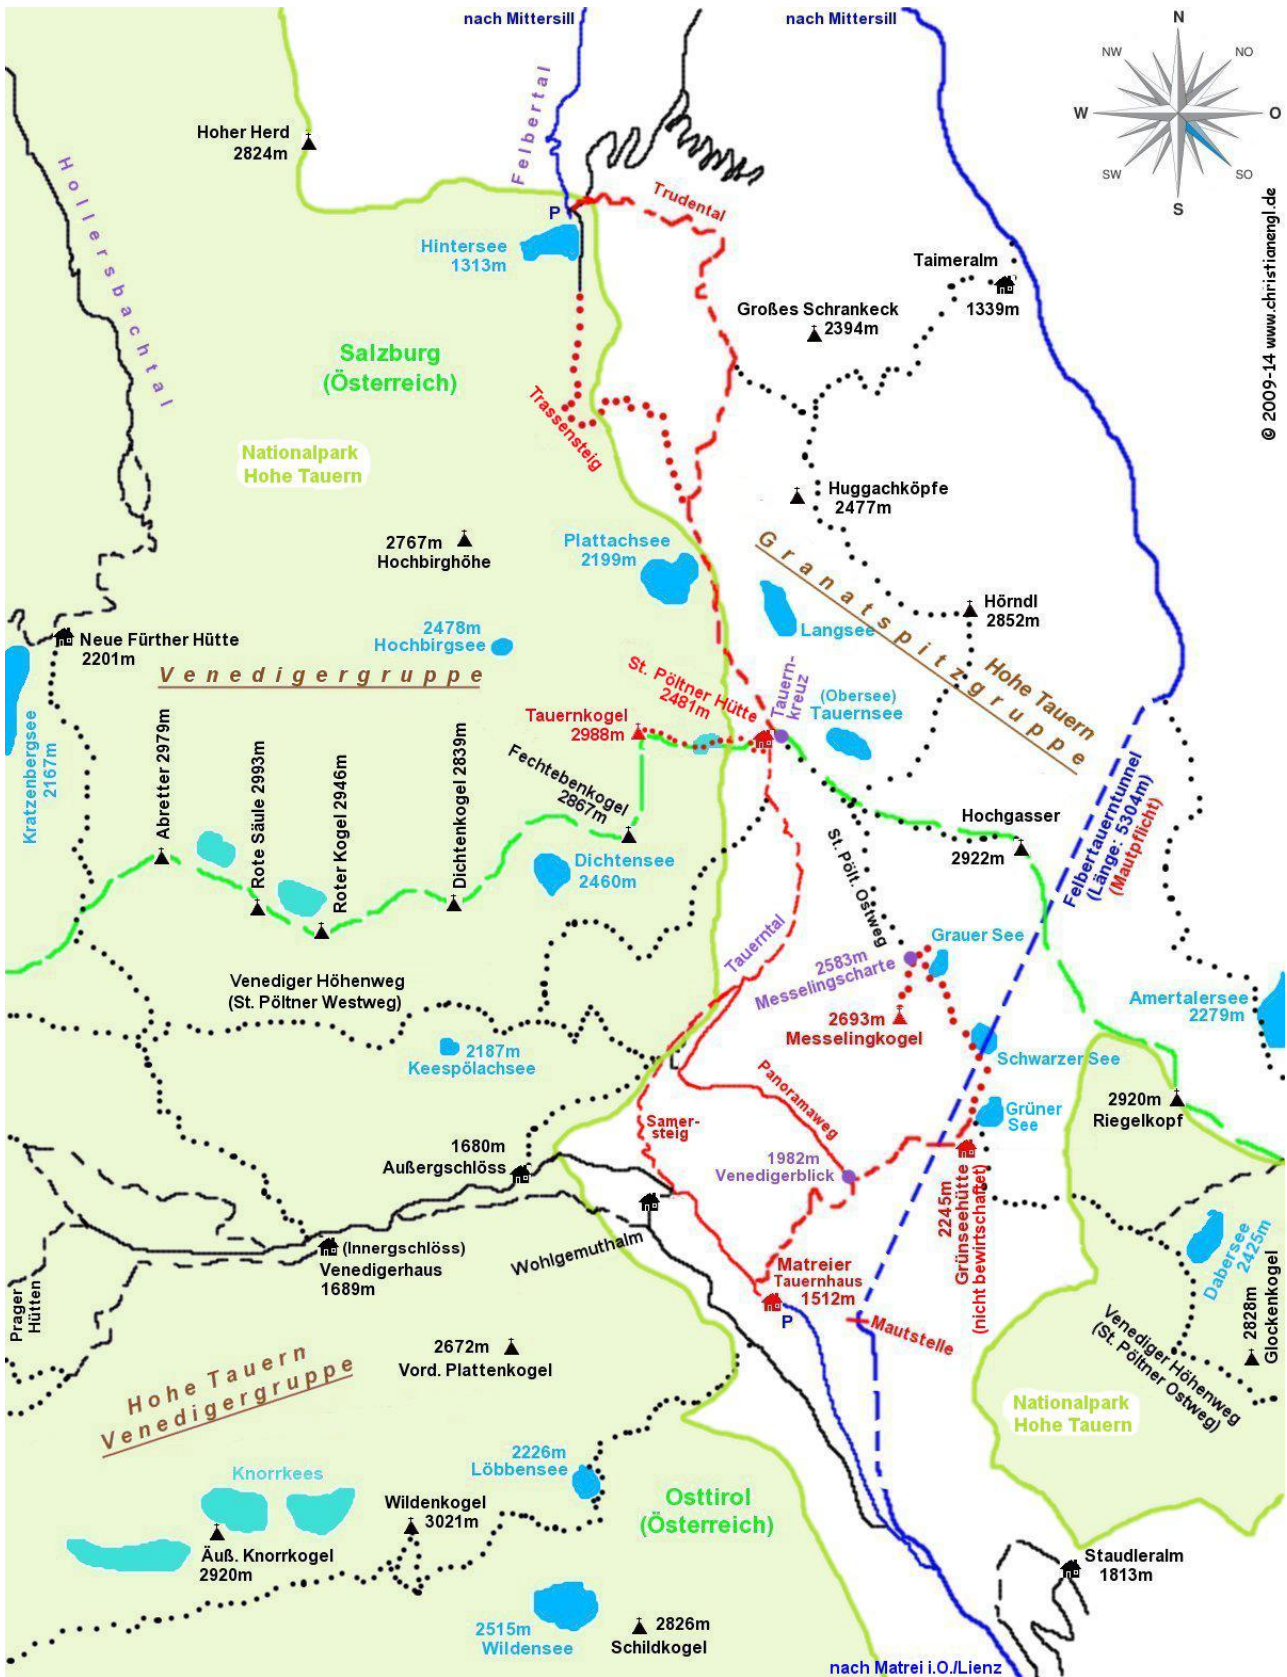 nach Mittersill
nach Mittersill
N
NW
NO
W
O
SW
SO
S
© 2009-14 www.christianengl.de
Felbertal
Hoher Herd
2824m
Hollersbachtal
Trudental
P
Hintersee
1313m
Taimeralm
1339m
Großes Schrankeck
2394m
Salzburg
(Österreich)
Trassensteig
Nationalpark
Hohe Tauern
Huggachköpfe
2477m
2767m
Hochbirghöhe
Plattachsee
2199m
Granatspitzgruppe
Hohe Tauern
Hörndl
2852m
Langsee
2478m
Hochbirgsee
Neue Fürther Hütte
2201m
Venedigergruppe
St. Pöltner Hütte
2481m
Tauern-
kreuz
(Obersee)
Tauernsee
Kratzenbergsee
2167m
Tauernkogel
2988m
Abretter 2979m
Rote Säule 2993m
Roter Kogel 2946m
Dichtenkogel 2839m
Fechtebenkogel
2867m
Felbertauerntunnel
(Länge: 5304m)
(Mautpflicht)
Hochgasser
2922m
Dichtensee
2460m
St. Pölt. Ostweg
Tauerntal
Grauer See
2583m
Messelingscharte
Venediger Höhenweg
(St. Pöltner Westweg)
Amertalersee
2279m
2693m
Messelingkogel
2187m
Keespölachsee
Schwarzer See
Panoramaweg
Grüner
See
2920m
Riegelkopf
Samer-
steig
1680m
Außergschlöss
1982m
Venedigerblick
2245m
Grünseehütte
(nicht bewirtschaftet)
Dabersee
2425m
(Innergschlöss)
Venedigerhaus
1689m
Wohlgemuthalm
Matreier
Tauernhaus
1512m
P
Prager
Hütten
Mautstelle
2828m
Glockenkogel
Venediger Höhenweg
(St. Pöltner Ostweg)
2672m
Vord. Plattenkogel
Hohe Tauern
Venedigergruppe
Nationalpark
Hohe Tauern
Knorrkees
2226m
Löbbensee
Wildenkogel
3021m
Osttirol
(Österreich)
Äuß. Knorrkogel
2920m
Staudleralm
1813m
2515m
Wildensee
2826m
Schildkogel
nach Matrei i.O./Lienz